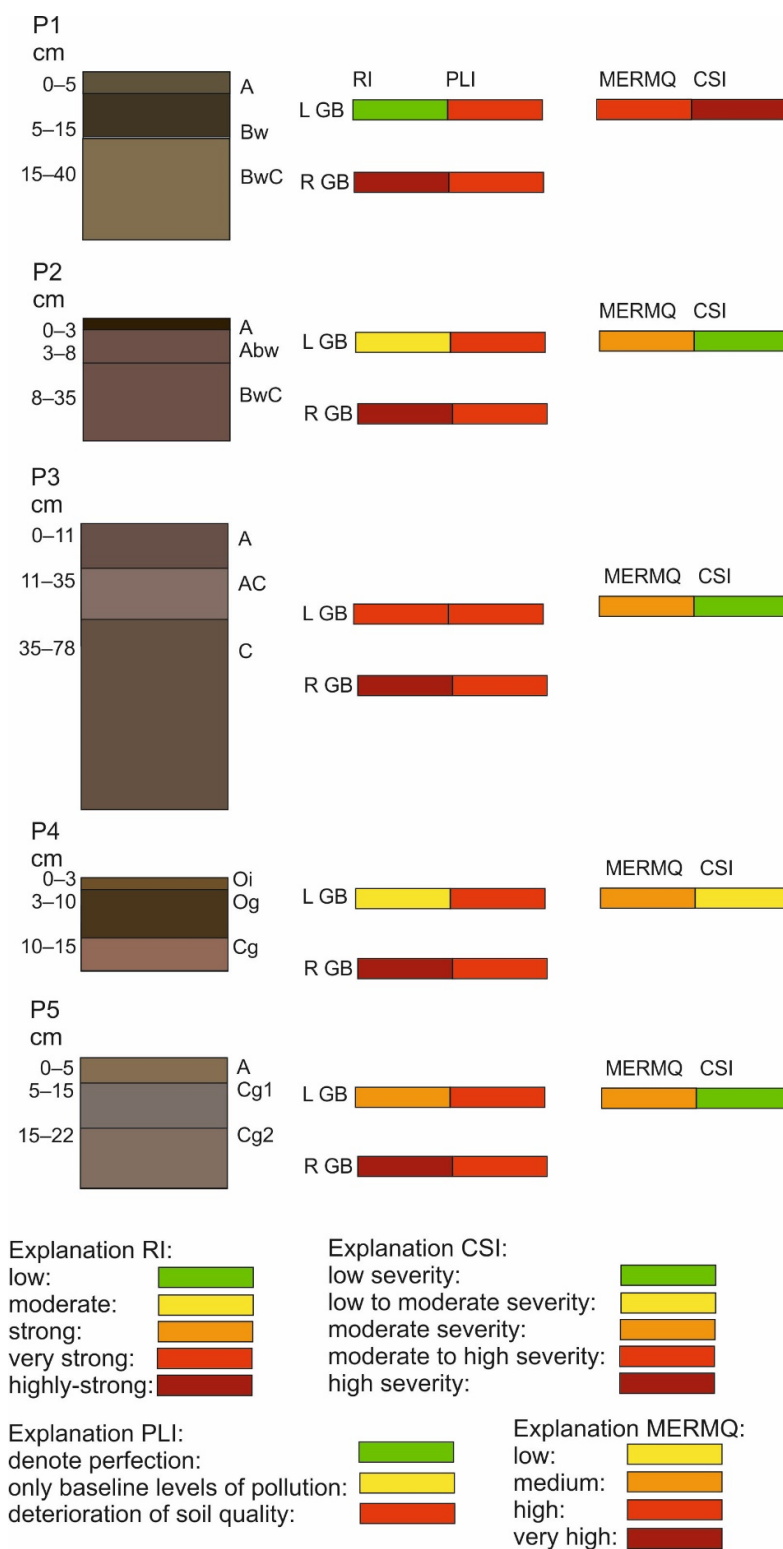 P1
cm
0–5 A
5–15 Bw
15–40 BwC
RI PLI
L GB
R GB
MERMQ CSI
P2
cm
0–3 A
3–8 Abw
8–35 BwC
L GB
R GB
MERMQ CSI
P3
cm
0–11 A
11–35 AC
35–78 C
L GB
R GB
MERMQ CSI
P4
cm
0–3 Oi
3–10 Og
10–15 Cg
L GB
R GB
MERMQ CSI
P5
cm
0–5 A
5–15 Cg1
15–22 Cg2
L GB
R GB
MERMQ CSI
Explanation RI:
low:
moderate:
strong:
very strong:
highly-strong:
Explanation CSI:
low severity:
low to moderate severity:
moderate severity:
moderate to high severity:
high severity:
Explanation PLI:
denote perfection:
only baseline levels of pollution:
deterioration of soil quality:
Explanation MERMQ:
low:
medium:
high:
very high: